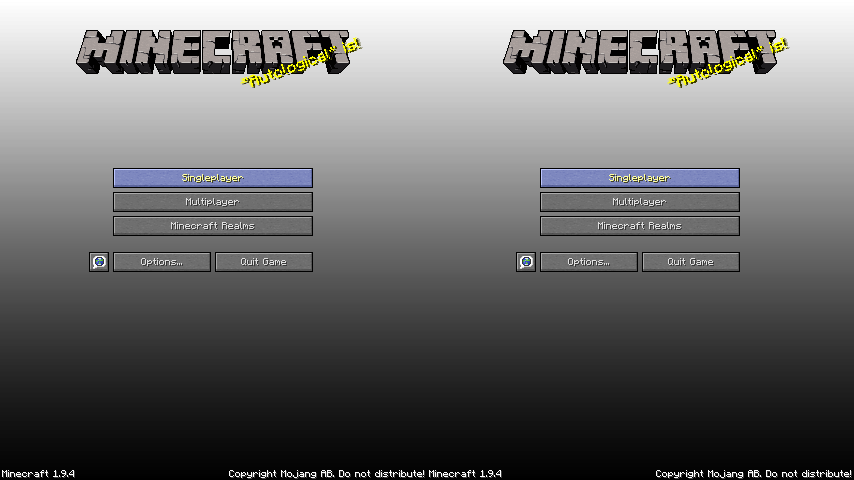 MINECRAFT MINECRAFT
"Autological" is! "Autological" is!
Singleplayer Singleplayer
Multiplayer Multiplayer
Minecraft Realms Minecraft Realms
Options... Quit Game Options... Quit Game
Minecraft 1.9.4 Copyright Mojang AB. Do not distribute! Minecraft 1.9.4 Copyright Mojang AB. Do not distribute!